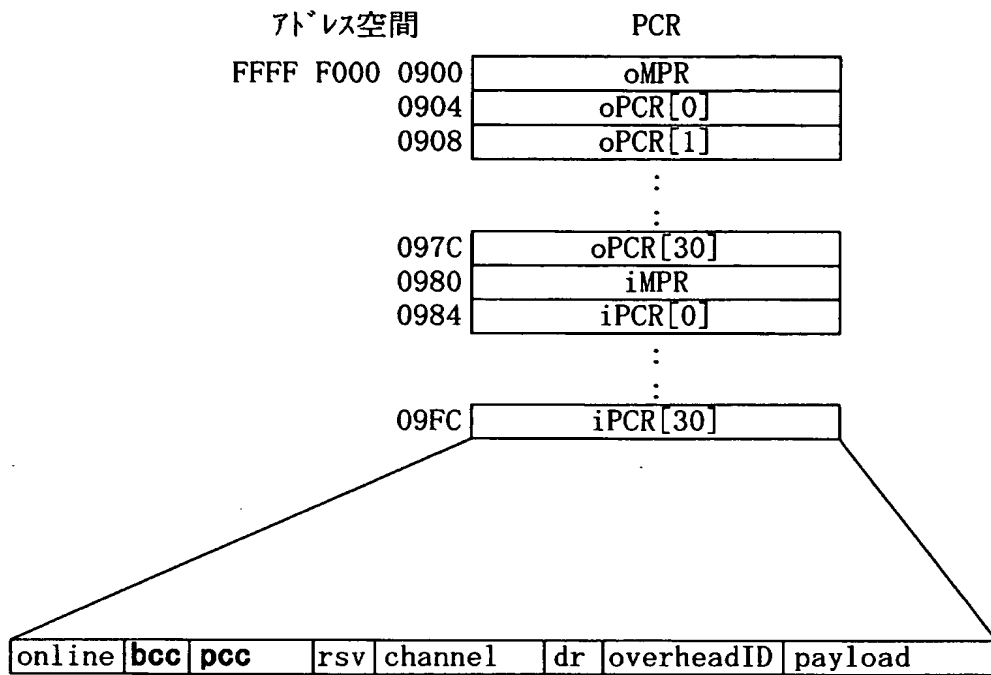 アドレス空間 PCR
FFFF F000 0900 oMPR
0904 oPCR[0]
0908 oPCR[1]
:
:
097C oPCR[30]
0980 iMPR
0984 iPCR[0]
:
:
09FC iPCR[30]
online bcc pcc rsv channel dr overheadID payload